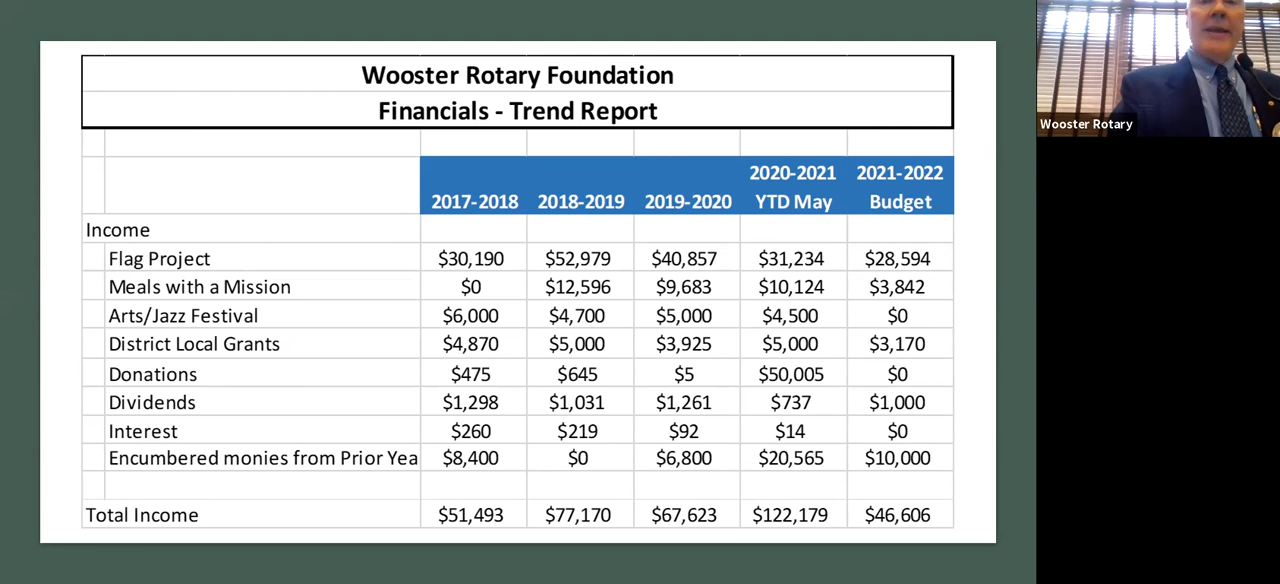 Wooster Rotary Foundation
Financials - Trend Report
2017-2018 2018-2019 2019-2020 2020-2021 YTD May 2021-2022 Budget
Income
Flag Project $30,190 $52,979 $40,857 $31,234 $28,594
Meals with a Mission $0 $12,596 $9,683 $10,124 $3,842
Arts/Jazz Festival $6,000 $4,700 $5,000 $4,500 $0
District Local Grants $4,870 $5,000 $3,925 $5,000 $3,170
Donations $475 $645 $5 $50,005 $0
Dividends $1,298 $1,031 $1,261 $737 $1,000
Interest $260 $219 $92 $14 $0
Encumbered monies from Prior Yea $8,400 $0 $6,800 $20,565 $10,000
Total Income $51,493 $77,170 $67,623 $122,179 $46,606
Wooster Rotary